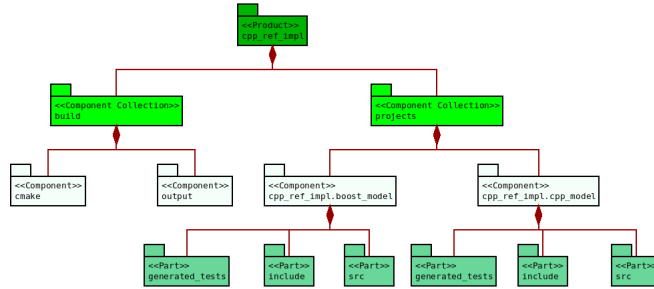 <<Product>>
cpp_ref_impl
<<Component Collection>>
build
<<Component Collection>>
projects
<<Component>>
cmake
<<Component>>
output
<<Component>>
cpp_ref_impl.boost_model
<<Component>>
cpp_ref_impl.cpp_model
<<Part>>
generated_tests
<<Part>>
include
<<Part>>
src
<<Part>>
generated_tests
<<Part>>
include
<<Part>>
src